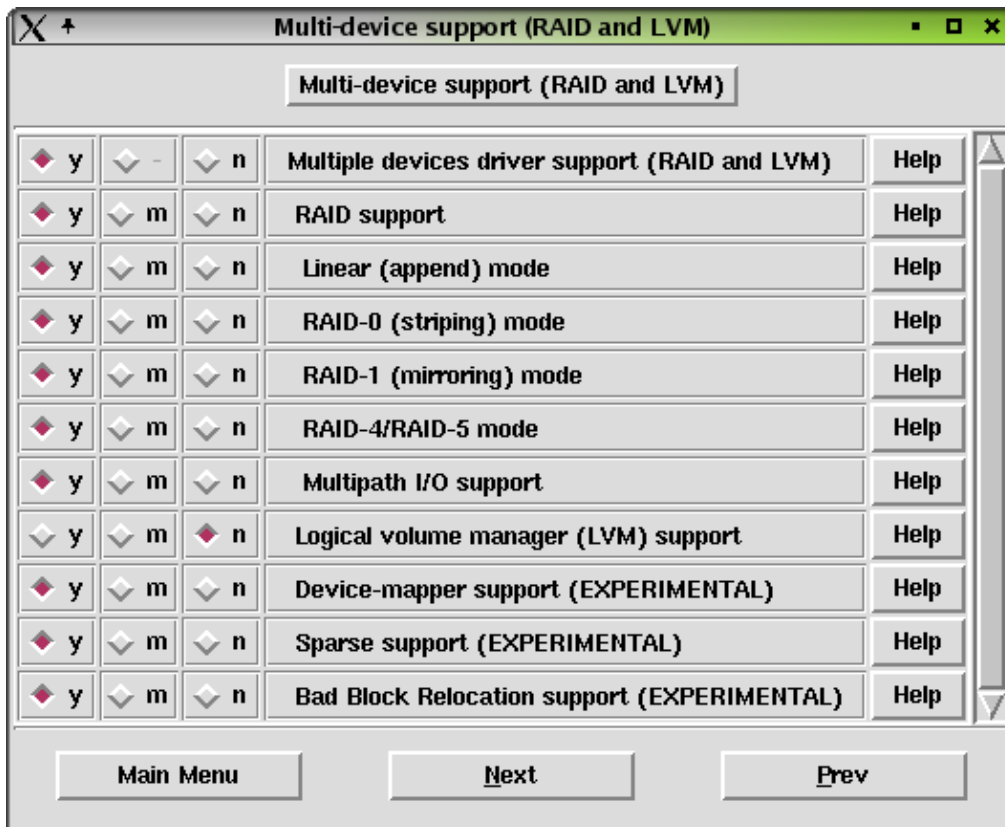 Multi-device support (RAID and LVM)
Multi-device support (RAID and LVM)
y - n Multiple devices driver support (RAID and LVM) Help
y m n RAID support Help
y m n Linear (append) mode Help
y m n RAID-0 (striping) mode Help
y m n RAID-1 (mirroring) mode Help
y m n RAID-4/RAID-5 mode Help
y m n Multipath I/O support Help
y m n Logical volume manager (LVM) support Help
y m n Device-mapper support (EXPERIMENTAL) Help
y m n Sparse support (EXPERIMENTAL) Help
y m n Bad Block Relocation support (EXPERIMENTAL) Help
Main Menu Next Prev